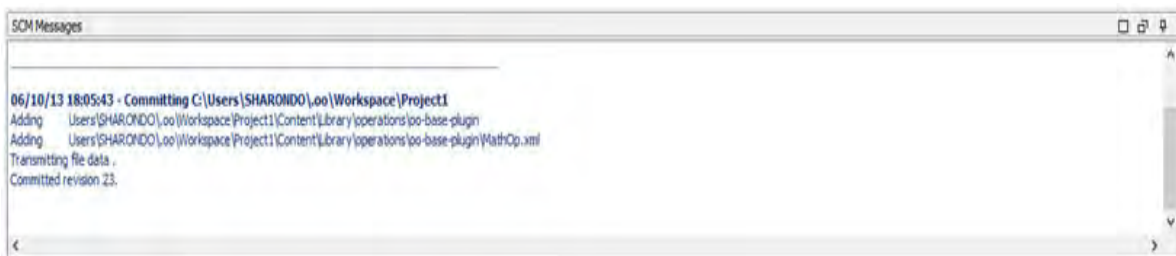 SCM Messages
06/10/13 18:05:43 - Committing C:\Users\SHARONDO\.oo\Workspace\Project1
Adding Users\SHARONDO\.oo\Workspace\Project1\Content\Library\operations\oo-base-plugin
Adding Users\SHARONDO\.oo\Workspace\Project1\Content\Library\operations\oo-base-plugin\MathOp.xml
Transmitting file data .
Committed revision 23.